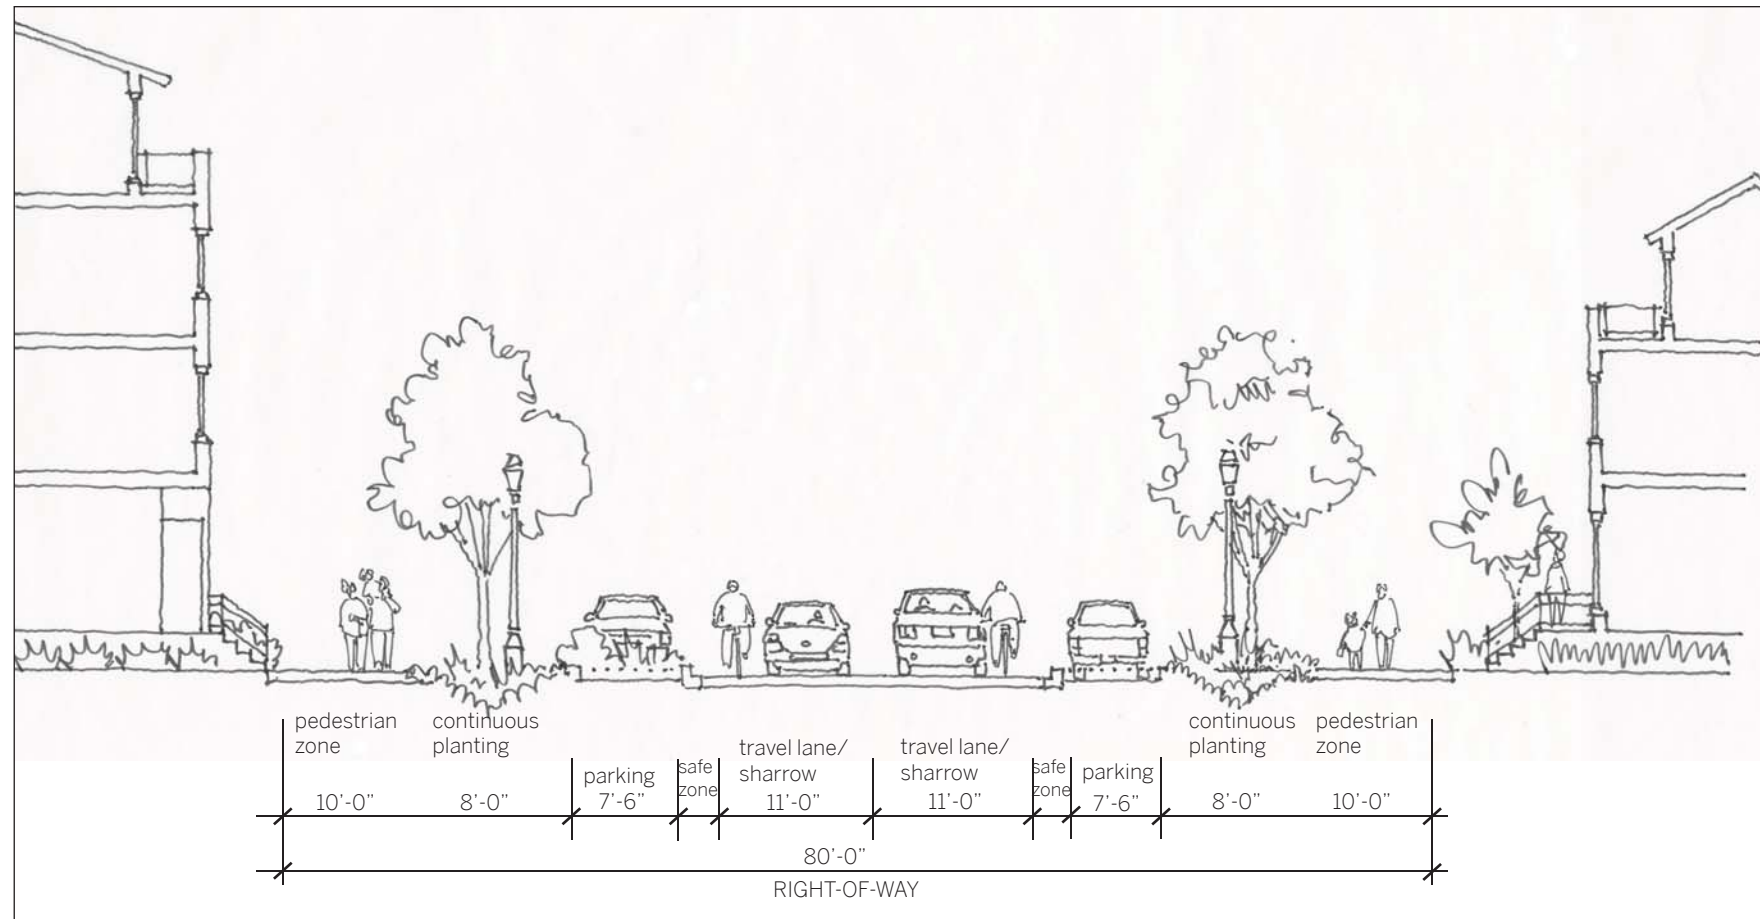 pedestrian
zone
continuous
planting
continuous
planting
pedestrian
zone
travel lane/
sharrow
travel lane/
sharrow
parking
safe
zone
safe
zone
parking
10'-0"
8'-0"
7'-6"
11'-0"
11'-0"
7'-6"
8'-0"
10'-0"
80'-0"
RIGHT-OF-WAY